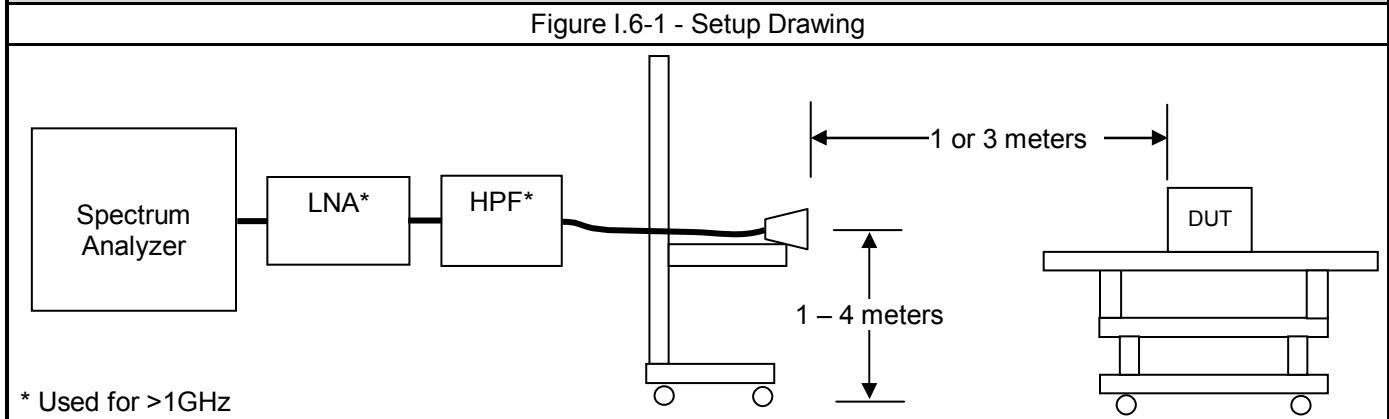 Figure I.6-1 - Setup Drawing
1 or 3 meters
LNA*
HPF*
Spectrum
Analyzer
DUT
1 – 4 meters
* Used for >1GHz